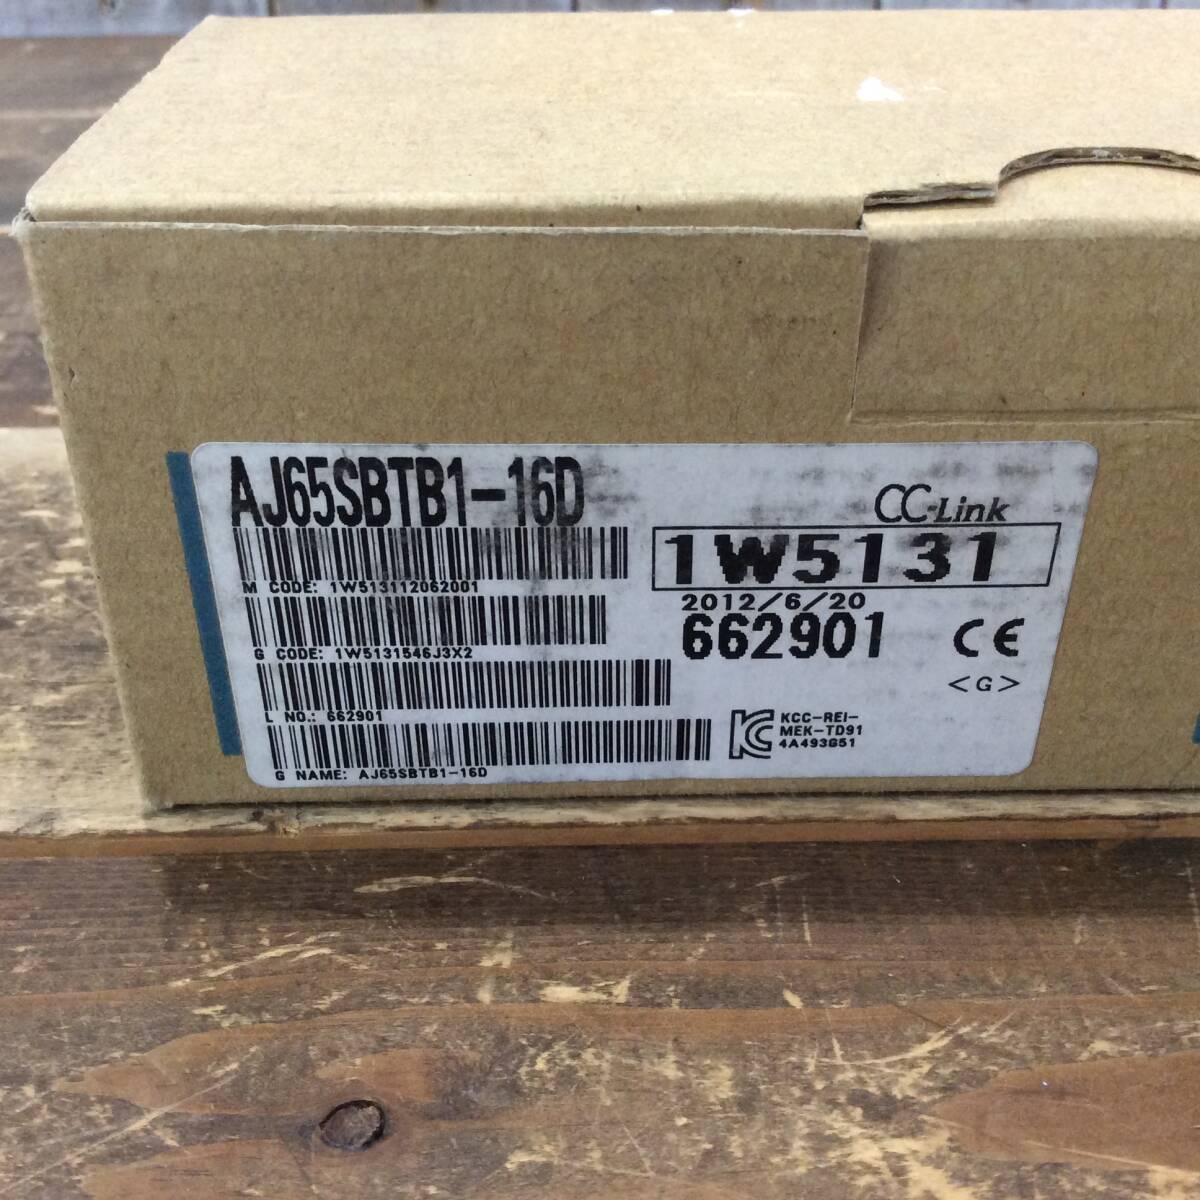 AJ65SBTB1-16D
CC-Link
1W5131
M CODE: 1W513112062001
2012/6/20
662901 CE
G CODE: 1W5131546J3X2
<G>
L NO.: 662901
KCC-REI-
MEK-TD91
4A493G51
G NAME: AJ65SBTB1-16D